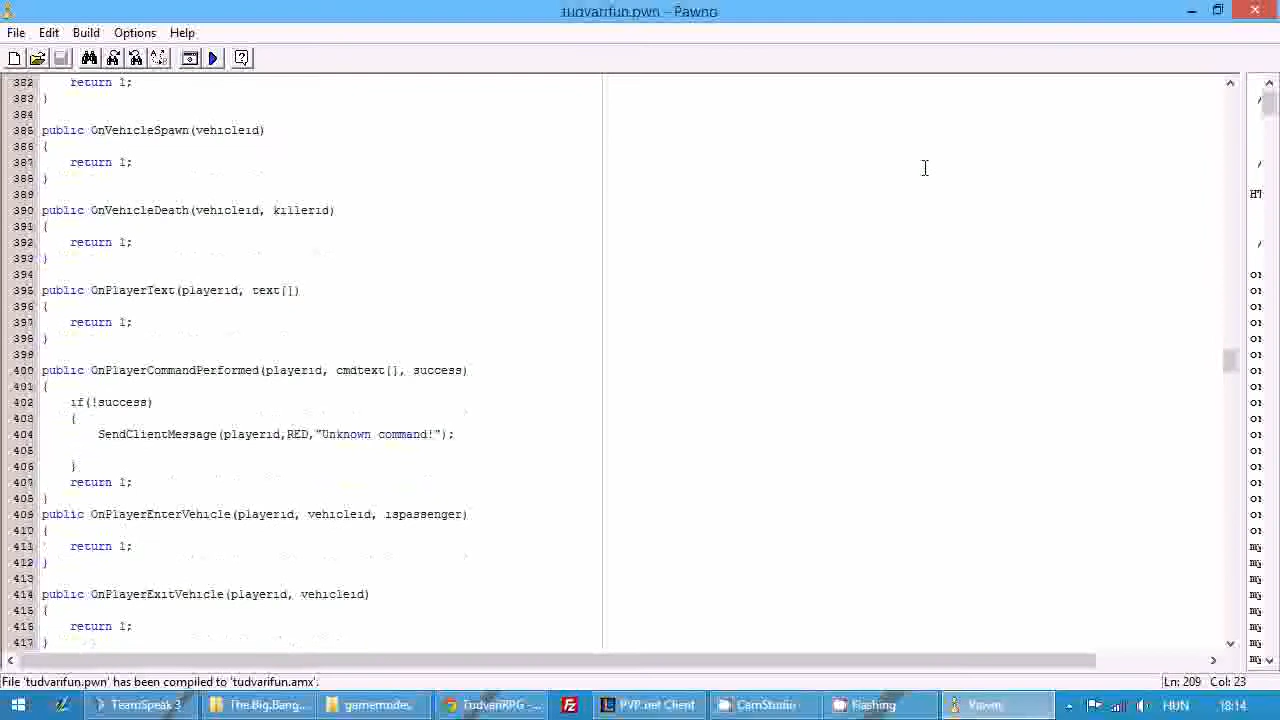 tudvarifun.pwn - Pawno
File Edit Build Options Help
382 return 1;
383 }
384
385 public OnVehicleSpawn(vehicleid)
386 {
387 return 1;
388 }
389
390 public OnVehicleDeath(vehicleid, killerid)
391 {
392 return 1;
393 }
394
395 public OnPlayerText(playerid, text[])
396 {
397 return 1;
398 }
399
400 public OnPlayerCommandPerformed(playerid, cmdtext[], success)
401 {
402 if(!success)
403 {
404 SendClientMessage(playerid,RED,"Unknown command!");
405
406 }
407 return 1;
408 }
409 public OnPlayerEnterVehicle(playerid, vehicleid, ispassenger)
410 {
411 return 1;
412 }
413
414 public OnPlayerExitVehicle(playerid, vehicleid)
415 {
416 return 1;
417 }
File 'tudvarifun.pwn' has been compiled to 'tudvarifun.amx'.
Ln: 209 Col: 23
TeamSpeak 3 The.Big.Bang... gamemode... TudvariRPG -... PVP.net Client CamStudio Flashing Pawn HUN 18:14